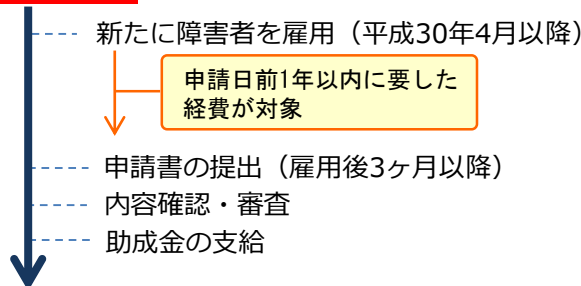 新たに障害者を雇用（平成30年4月以降）
申請日前1年以内に要した
経費が対象
申請書の提出（雇用後3ヶ月以降）
内容確認・審査
助成金の支給